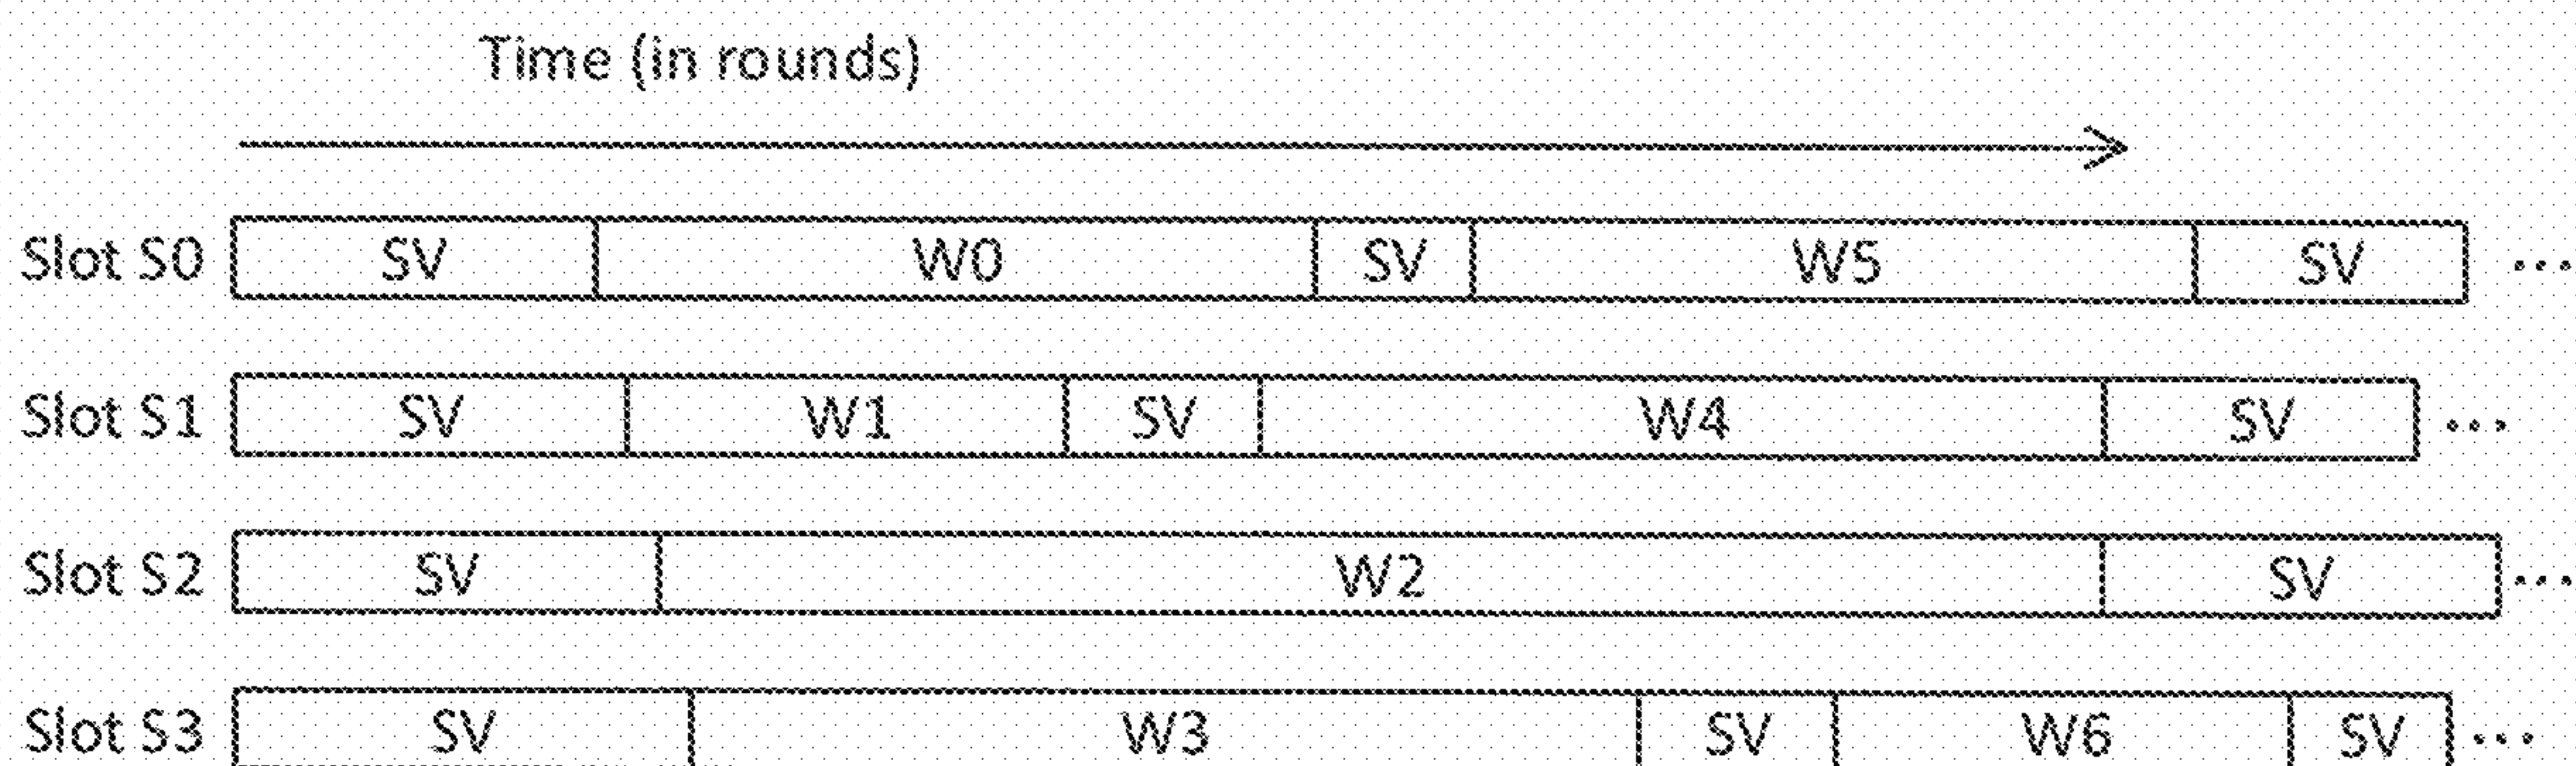 Time (in rounds)
Slot S0 SV W0 SV W5 SV ...
Slot S1 SV W1 SV W4 SV ...
Slot S2 SV W2 SV ...
Slot S3 SV W3 SV W6 SV ...